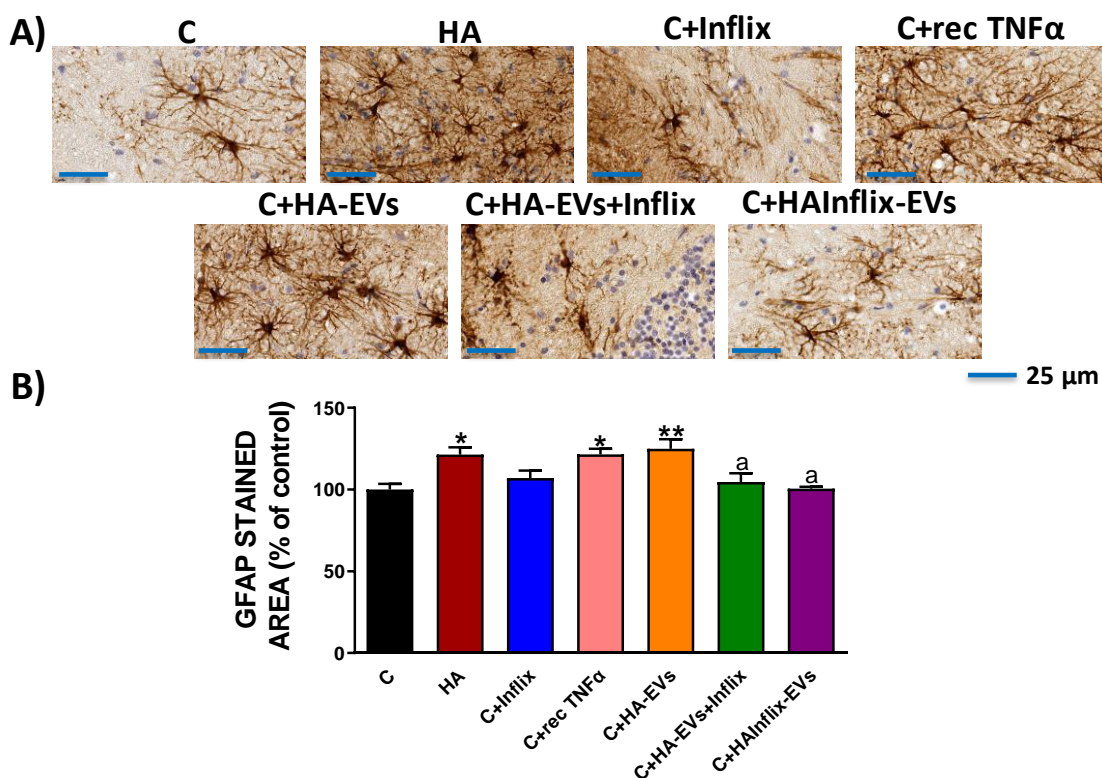 A)
C HA C+Inflix C+rec TNFα
C+HA-EVs C+HA-EVs+Inflix C+HAInflix-EVs
25 µm
B)
GFAP STAINED
AREA (% of control)
150
100
50
0
* * ** a a
C
HA
C+Inflix
C+rec TNFα
C+HA-EVs
C+HA-EVs+Inflix
C+HAInflix-EVs